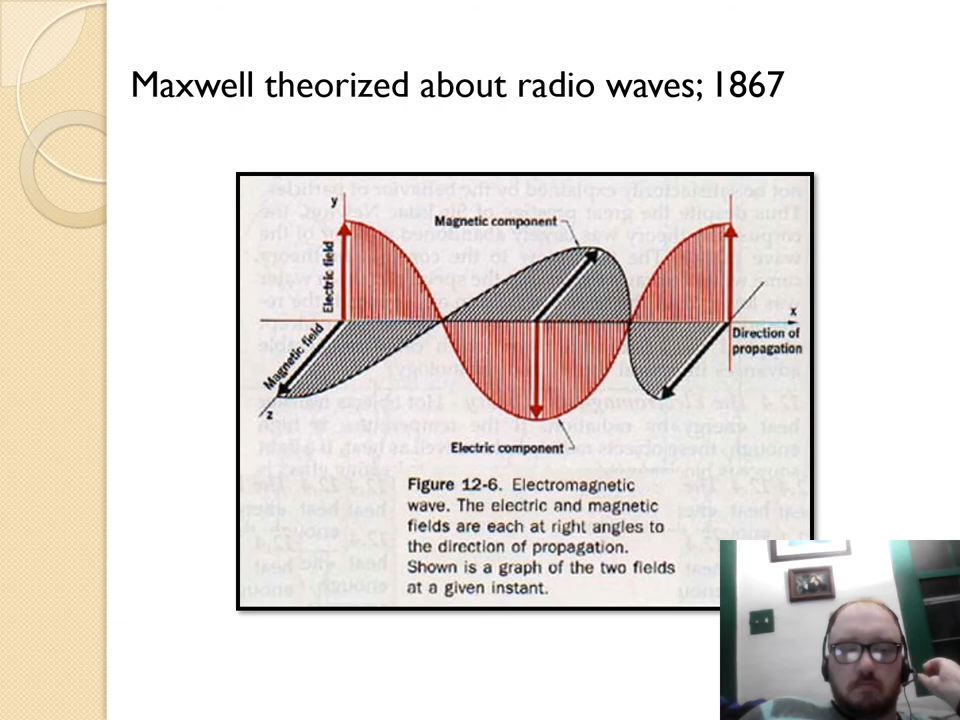 Maxwell theorized about radio waves; 1867
y
Magnetic component
Electric field
Magnetic field
x
Direction of
propagation
z
Electric component
Figure 12-6. Electromagnetic
wave. The electric and magnetic
fields are each at right angles to
the direction of propagation.
Shown is a graph of the two fields
at a given instant.